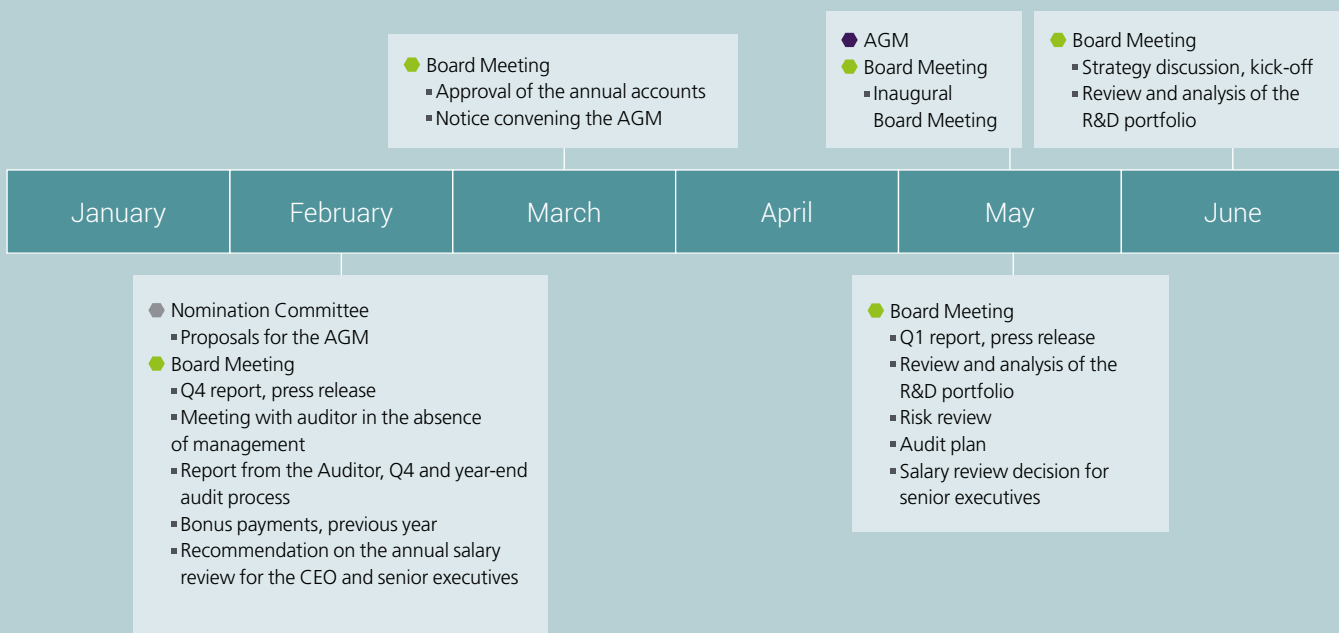 Board Meeting
Approval of the annual accounts
Notice convening the AGM
AGM
Board Meeting
Inaugural
Board Meeting
Board Meeting
Strategy discussion, kick-off
Review and analysis of the
R&D portfolio
January
February
March
April
May
June
Nomination Committee
Proposals for the AGM
Board Meeting
Q4 report, press release
Meeting with auditor in the absence
of management
Report from the Auditor, Q4 and year-end
audit process
Bonus payments, previous year
Recommendation on the annual salary
review for the CEO and senior executives
Board Meeting
Q1 report, press release
Review and analysis of the
R&D portfolio
Risk review
Audit plan
Salary review decision for
senior executives